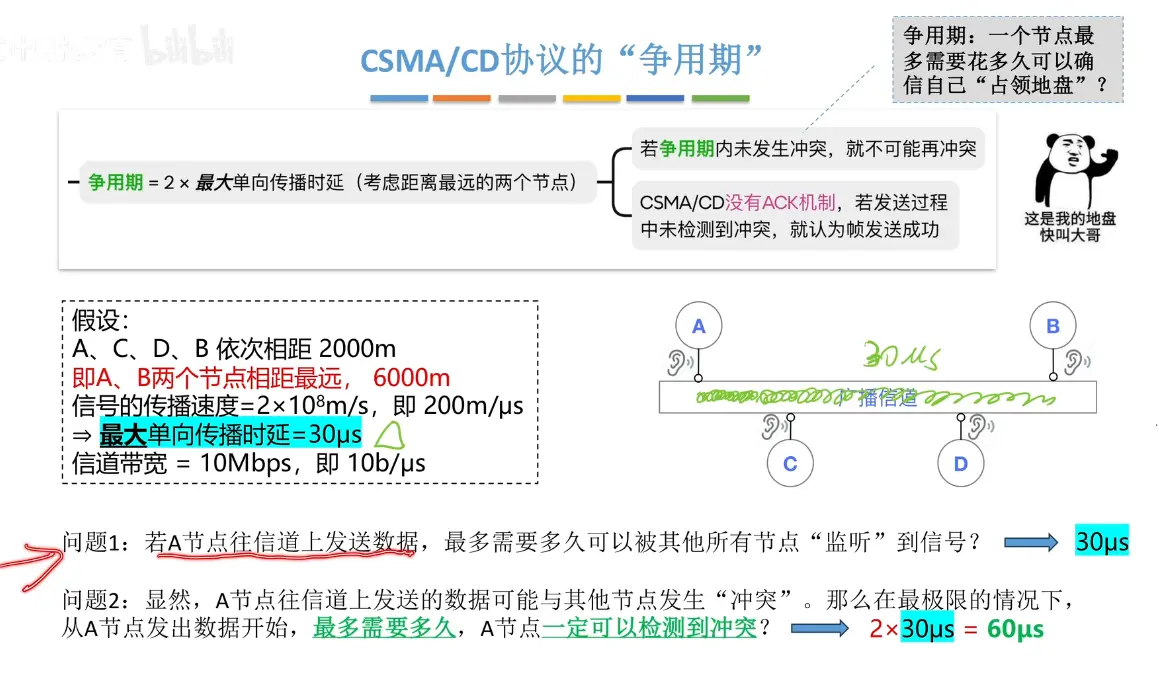 bilibili
CSMA/CD协议的“争用期”
争用期：一个节点最
多需要花多久可以确
信自己“占领地盘”？
争用期 = 2 × 最大单向传播时延（考虑距离最远的两个节点）
若争用期内未发生冲突，就不可能再冲突
CSMA/CD没有ACK机制，若发送过程
中未检测到冲突，就认为帧发送成功
这是我的地盘
快叫大哥
假设：
A、C、D、B 依次相距 2000m
即A、B两个节点相距最远， 6000m
信号的传播速度=2×10⁸m/s，即 200m/μs
⇒ 最大单向传播时延=30μs
信道带宽 = 10Mbps，即 10b/μs
A
B
30 us
广播信道
C
D
问题1：若A节点往信道上发送数据，最多需要多久可以被其他所有节点“监听”到信号？
30μs
问题2：显然，A节点往信道上发送的数据可能与其他节点发生“冲突”。那么在最极限的情况下，
从A节点发出数据开始，最多需要多久，A节点一定可以检测到冲突？
2×30μs = 60μs